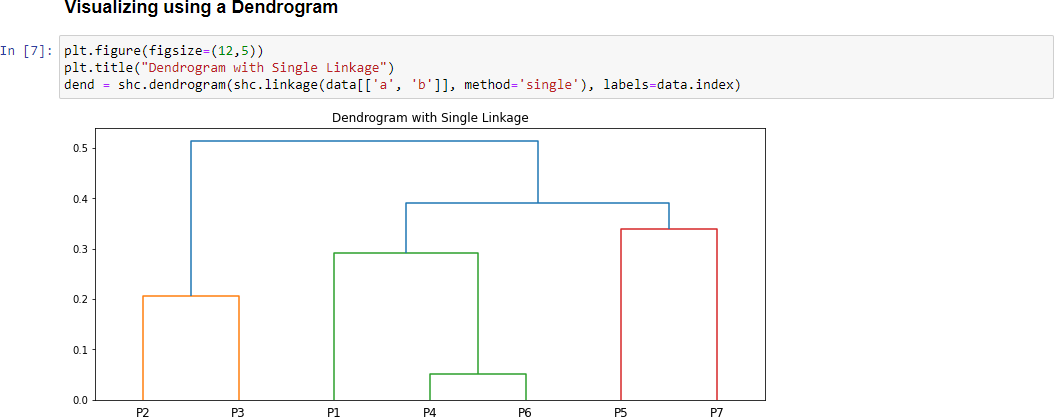 Visualizing using a Dendrogram
In [7]: plt.figure(figsize=(12,5))
plt.title("Dendrogram with Single Linkage")
dend = shc.dendrogram(shc.linkage(data[['a', 'b']], method='single'), labels=data.index)
Dendrogram with Single Linkage
0.5
0.4
0.3
0.2
0.1
0.0
P2 P3 P1 P4 P6 P5 P7